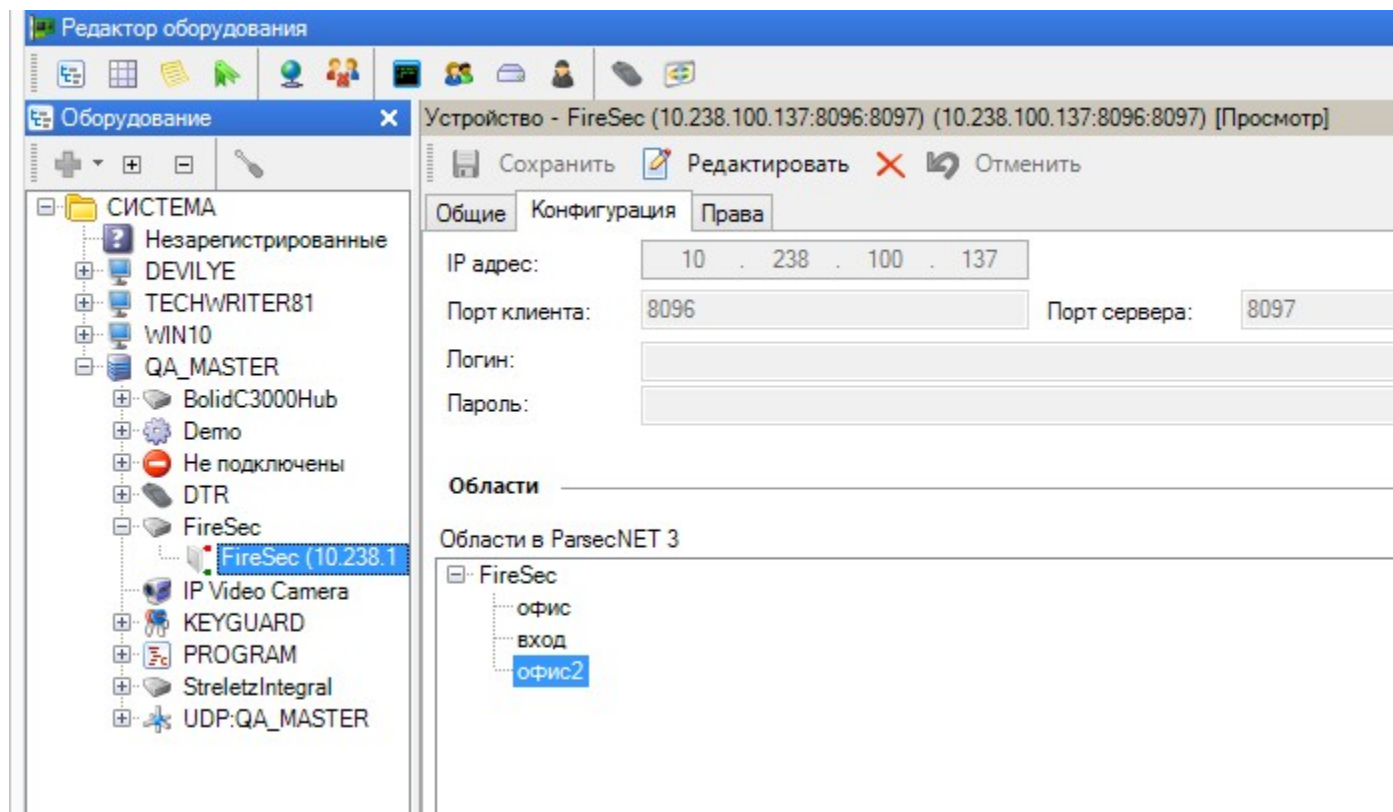 Редактор оборудования
Оборудование
СИСТЕМА
Незарегистрированные
DEVILYE
TECHWRITER81
WIN10
QA_MASTER
BolidC3000Hub
Demo
Не подключены
DTR
FireSec
FireSec (10.238.1
IP Video Camera
KEYGUARD
PROGRAM
StreletzIntegral
UDP:QA_MASTER
Устройство - FireSec (10.238.100.137:8096:8097) (10.238.100.137:8096:8097) [Просмотр]
Сохранить Редактировать Отменить
Общие Конфигурация Права
IP адрес: 10 . 238 . 100 . 137
Порт клиента: 8096 Порт сервера: 8097
Логин:
Пароль:
Области
Области в ParsecNET 3
FireSec
офис
вход
офис2